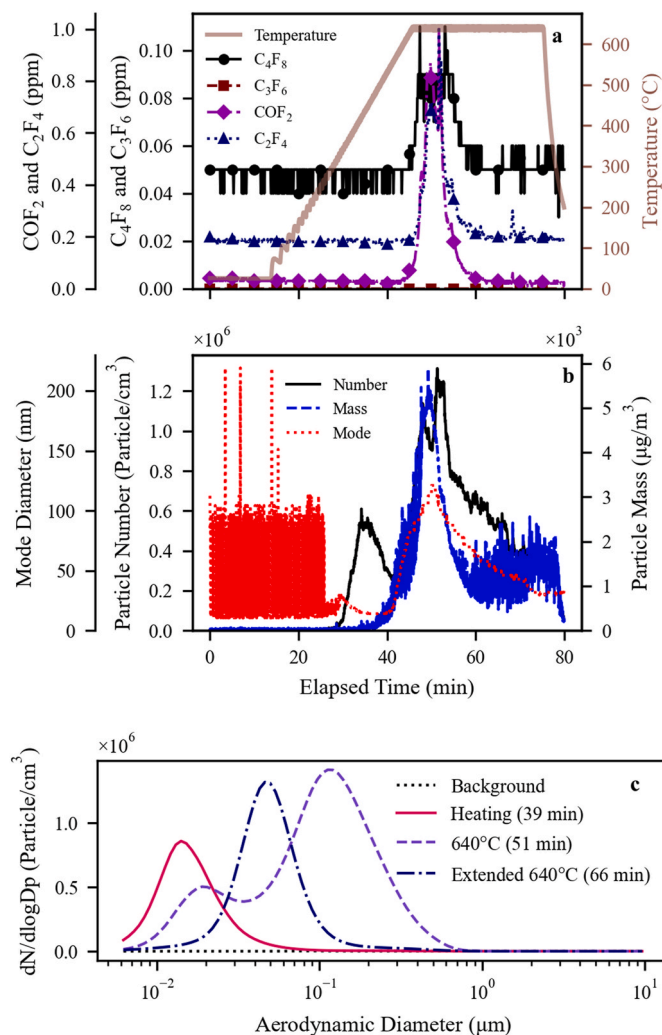 COF2 and C2F4 (ppm)
1.0
0.8
0.6
0.4
0.2
0.0
C4F8 and C3F6 (ppm)
0.10
0.08
0.06
0.04
0.02
0.00
Temperature
C4F8
C3F6
COF2
C2F4
a
600
500
400
300
200
100
0
Temperature (°C)
Mode Diameter (nm)
200
150
100
50
0
×10^6
Particle Number (Particle/cm^3)
1.2
1.0
0.8
0.6
0.4
0.2
0.0
Number
Mass
Mode
b
×10^3
6
5
4
3
2
1
0
Particle Mass (μg/m^3)
0 20 40 60 80
Elapsed Time (min)
×10^6
dN/dlogDp (Particle/cm^3)
1.0
0.5
0.0
Background
Heating (39 min)
640°C (51 min)
Extended 640°C (66 min)
c
10^−2 10^−1 10^0 10^1
Aerodynamic Diameter (μm)